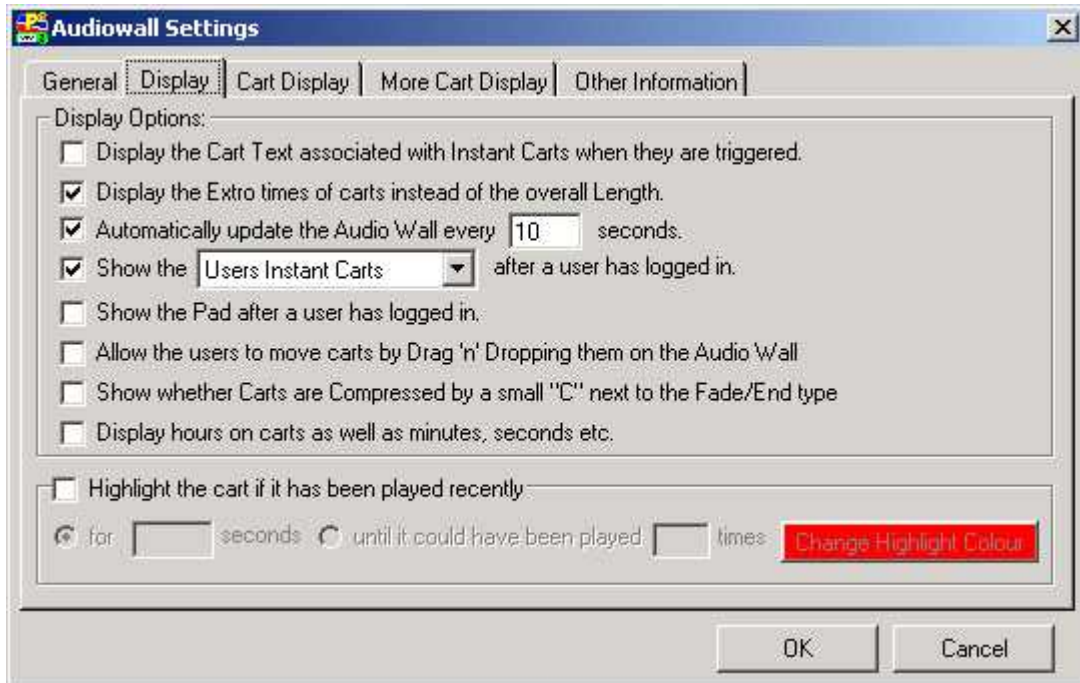 Audiowall Settings
General Display Cart Display More Cart Display Other Information
Display Options:
Display the Cart Text associated with Instant Carts when they are triggered.
Display the Extro times of carts instead of the overall Length.
Automatically update the Audio Wall every 10 seconds.
Show the Users Instant Carts after a user has logged in.
Show the Pad after a user has logged in.
Allow the users to move carts by Drag 'n' Dropping them on the Audio Wall
Show whether Carts are Compressed by a small "C" next to the Fade/End type
Display hours on carts as well as minutes, seconds etc.
Highlight the cart if it has been played recently
for seconds until it could have been played times Change Highlight Colour
OK Cancel